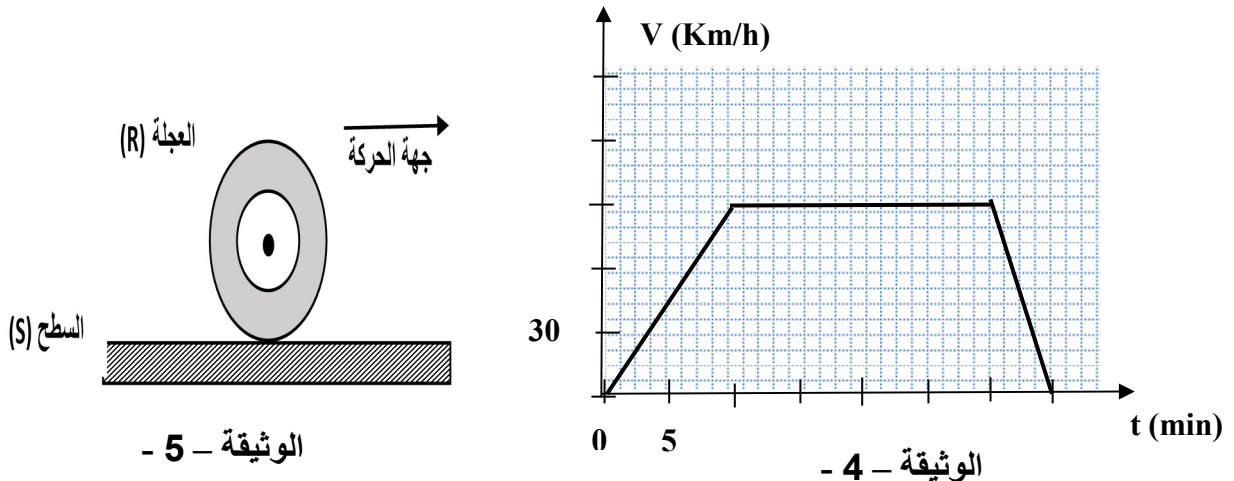 العجلة (R)
جهة الحركة
السطح (S)
الوثيقة – 5 -
V (Km/h)
30
0 5
t (min)
الوثيقة – 4 -